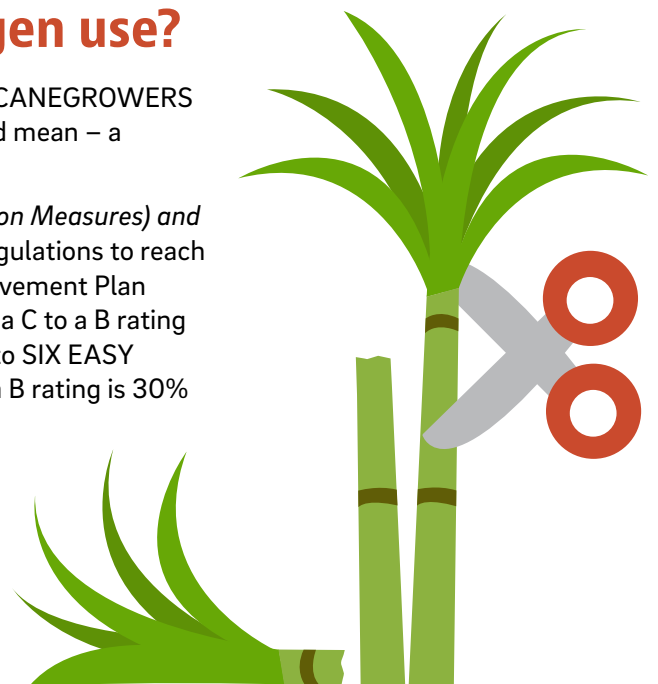 gen use?
CANEGROWERS
d mean – a
on Measures) and
gulations to reach
vement Plan
a C to a B rating
to SIX EASY
B rating is 30%